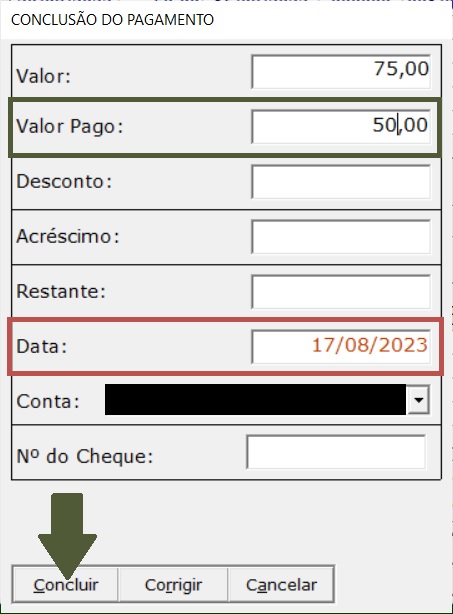 CONCLUSÃO DO PAGAMENTO
Valor: 75,00
Valor Pago: 50,00
Desconto:
Acréscimo:
Restante:
Data: 17/08/2023
Conta:
Nº do Cheque:
Concluir Corrigir Cancelar